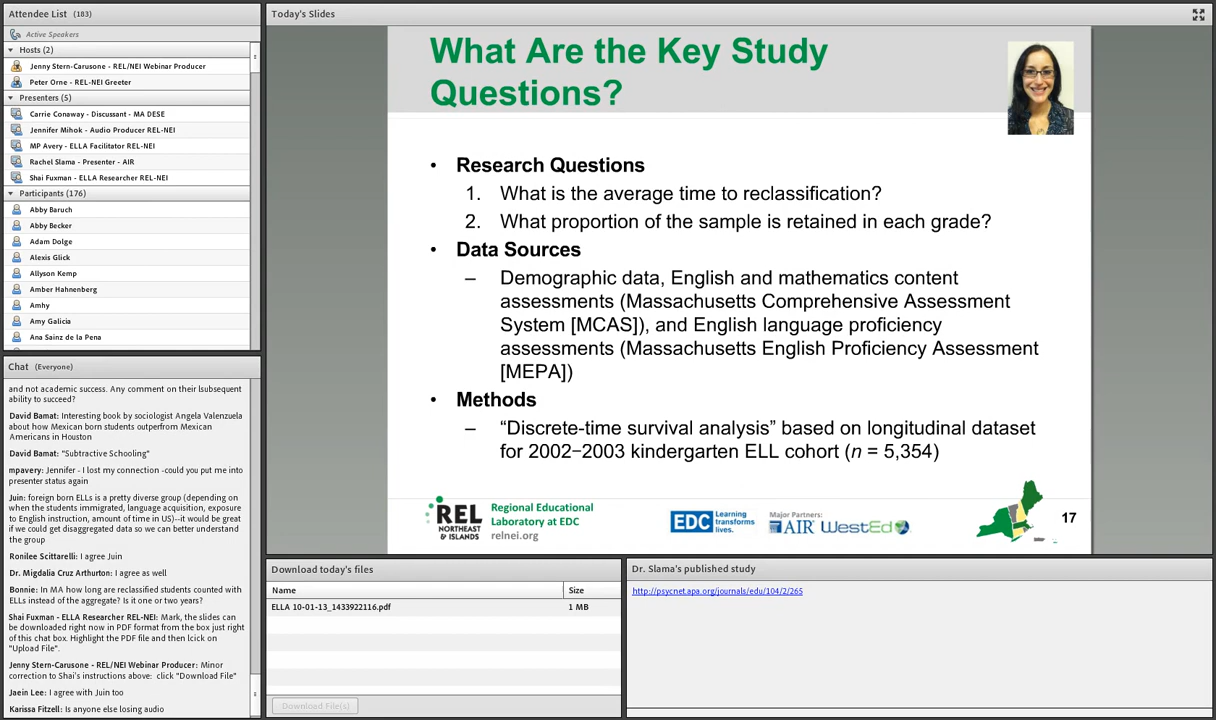 Attendee List (183)
Active Speakers
Hosts (2)
Jenny Stern-Carusone - REL/NEI Webinar Producer
Peter Orne - REL-NEI Greeter
Presenters (5)
Carrie Conaway - Discussant - MA DESE
Jennifer Mihok - Audio Producer REL-NEI
MP Avery - ELLA Facilitator REL-NEI
Rachel Slama - Presenter - AIR
Shai Fuxman - ELLA Researcher REL-NEI
Participants (176)
Abby Baruch
Abby Becker
Adam Dolge
Alexis Glick
Allyson Kemp
Amber Hahnenberg
Amhy
Amy Galicia
Ana Sainz de la Pena
Chat (Everyone)
and not academic success. Any comment on their lsubsequent
ability to succeed?
David Bamat: Interesting book by sociologist Angela Valenzuela
about how Mexican born students outperfrom Mexican
Americans in Houston
David Bamat: "Subtractive Schooling"
mpavery: Jennifer - I lost my connection -could you put me into
presenter status again
Juin: foreign born ELLs is a pretty diverse group (depending on
when the students immigrated, language acquisition, exposure
to English instruction, amount of time in US)--it would be great
if we could get disaggregated data so we can better understand
the group
Ronilee Scittarelli: I agree Juin
Dr. Migdalia Cruz Arthurton: I agree as well
Bonnie: In MA how long are reclassified students counted with
ELLs instead of the aggregate? Is it one or two years?
Shai Fuxman - ELLA Researcher REL-NEI: Mark, the slides can
be downloaded right now in PDF format from the box just right
of this chat box. Highlight the PDF file and then lcick on
"Upload File".
Jenny Stern-Carusone - REL/NEI Webinar Producer: Minor
correction to Shai's instructions above: click "Download File"
Jaein Lee: I agree with Juin too
Karissa Fitzell: Is anyone else losing audio
Today's Slides
What Are the Key Study
Questions?
• Research Questions
1. What is the average time to reclassification?
2. What proportion of the sample is retained in each grade?
• Data Sources
– Demographic data, English and mathematics content
assessments (Massachusetts Comprehensive Assessment
System [MCAS]), and English language proficiency
assessments (Massachusetts English Proficiency Assessment
[MEPA])
• Methods
– “Discrete-time survival analysis” based on longitudinal dataset
for 2002−2003 kindergarten ELL cohort (n = 5,354)
REL
NORTHEAST
& ISLANDS
Regional Educational
Laboratory at EDC
relnei.org
EDC Learning
transforms
lives.
Major Partners:
AIR WestEd
17
Download today's files
Name Size
ELLA 10-01-13_1433922116.pdf 1 MB
Download File(s)
Dr. Slama's published study
http://psycnet.apa.org/journals/edu/104/2/265